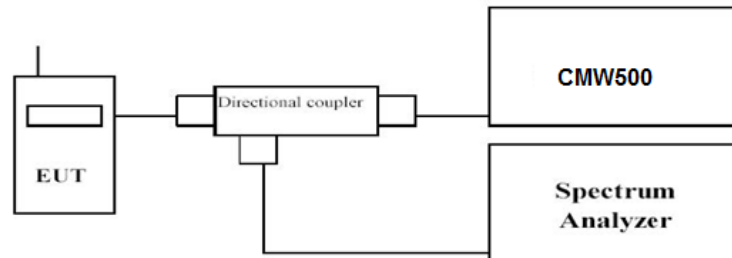 EUT
Directional coupler
CMW500
Spectrum
Analyzer